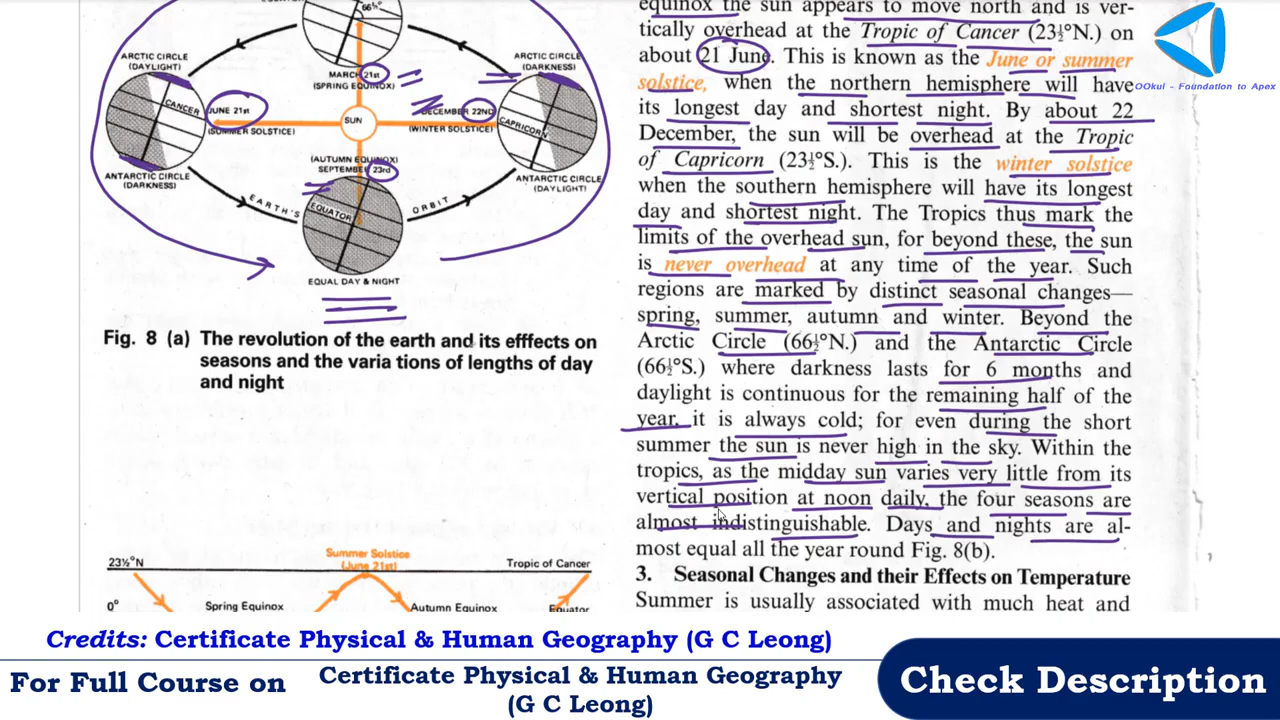 66½°
ARCTIC CIRCLE
(DAYLIGHT)
ARCTIC CIRCLE
(DARKNESS)
MARCH 21st
(SPRING EQUINOX)
CANCER
JUNE 21st
(SUMMER SOLSTICE)
SUN
DECEMBER 22ND
(WINTER SOLSTICE)
CAPRICORN
ANTARCTIC CIRCLE
(DARKNESS)
(AUTUMN EQUINOX)
SEPTEMBER 23rd
ANTARCTIC CIRCLE
(DAYLIGHT)
EARTH'S
EQUATOR
ORBIT
EQUAL DAY & NIGHT
Fig. 8 (a) The revolution of the earth and its efffects on
seasons and the varia tions of lengths of day
and night
23½°N
Summer Solstice
(June 21st)
Tropic of Cancer
0°
Spring Equinox
Autumn Equinox
Equator
equinox the sun appears to move north and is ver-
tically overhead at the Tropic of Cancer (23½°N.) on
about 21 June. This is known as the June or summer
solstice, when the northern hemisphere will have
its longest day and shortest night. By about 22
December, the sun will be overhead at the Tropic
of Capricorn (23½°S.). This is the winter solstice
when the southern hemisphere will have its longest
day and shortest night. The Tropics thus mark the
limits of the overhead sun, for beyond these, the sun
is never overhead at any time of the year. Such
regions are marked by distinct seasonal changes—
spring, summer, autumn and winter. Beyond the
Arctic Circle (66½°N.) and the Antarctic Circle
(66½°S.) where darkness lasts for 6 months and
daylight is continuous for the remaining half of the
year, it is always cold; for even during the short
summer the sun is never high in the sky. Within the
tropics, as the midday sun varies very little from its
vertical position at noon daily, the four seasons are
almost indistinguishable. Days and nights are al-
most equal all the year round Fig. 8(b).
3. Seasonal Changes and their Effects on Temperature
Summer is usually associated with much heat and
OOkul - Foundation to Apex
Credits: Certificate Physical & Human Geography (G C Leong)
For Full Course on
Certificate Physical & Human Geography
(G C Leong)
Check Description